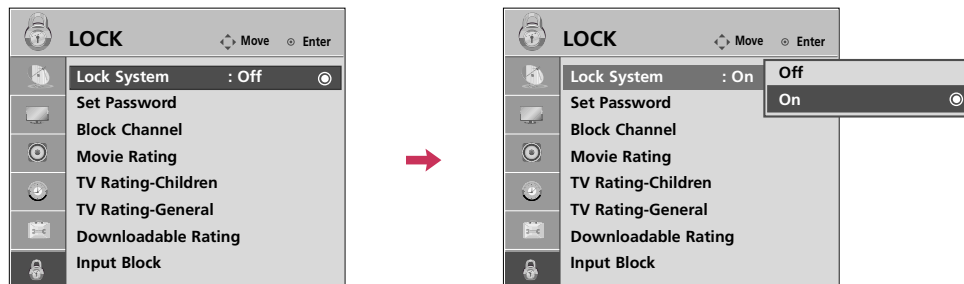 LOCK Move Enter
Lock System : Off
Set Password
Block Channel
Movie Rating
TV Rating-Children
TV Rating-General
Downloadable Rating
Input Block
LOCK Move Enter
Lock System : On
Off
On
Set Password
Block Channel
Movie Rating
TV Rating-Children
TV Rating-General
Downloadable Rating
Input Block